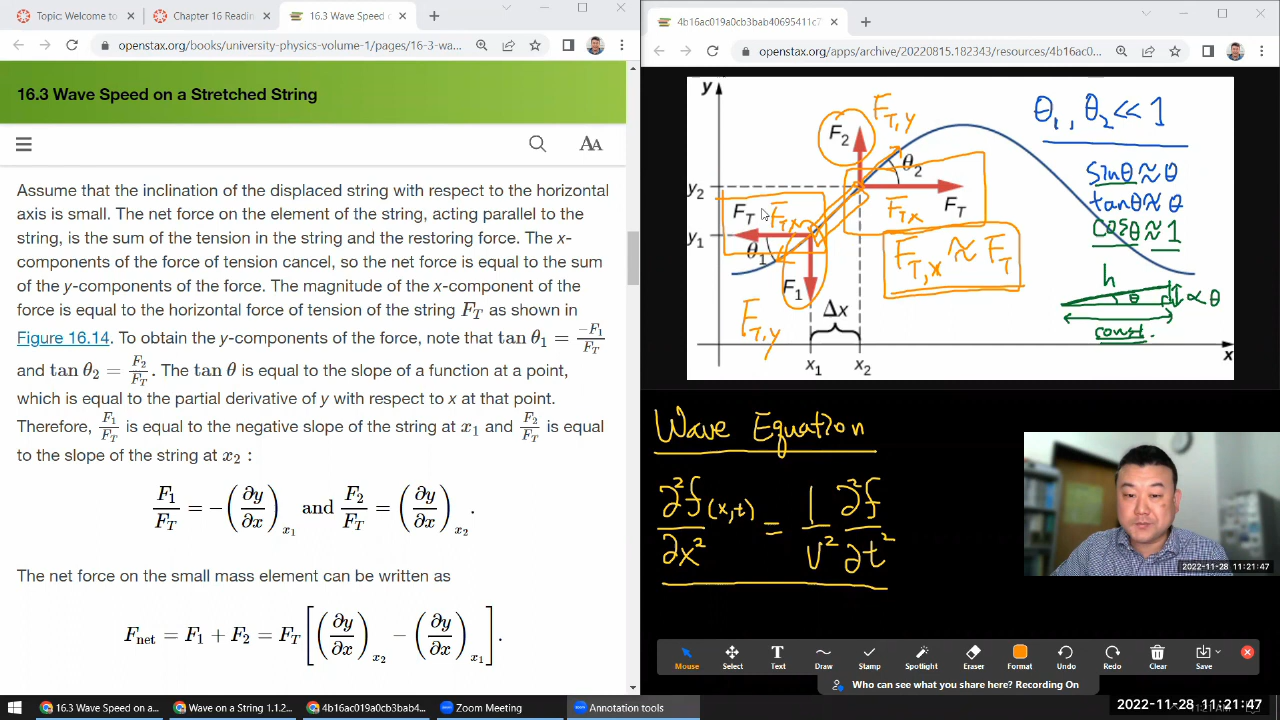 Topic: Welcome to
Chapter 16 Readin
16.3 Wave Speed o
openstax.org/books/university-physics-volume-1/pages/16-3-wa...
16.3 Wave Speed on a Stretched String
Assume that the inclination of the displaced string with respect to the horizontal
axis is small. The net force on the element of the string, acting parallel to the
string, is the sum of the tension in the string and the restoring force. The x-
components of the force of tension cancel, so the net force is equal to the sum
of the y-components of the force. The magnitude of the x-component of the
force is equal to the horizontal force of tension of the string F_T as shown in
Figure 16.14. To obtain the y-components of the force, note that tan θ₁ = −F₁/F_T
and tan θ₂ = F₂/F_T. The tan θ is equal to the slope of a function at a point,
which is equal to the partial derivative of y with respect to x at that point.
Therefore, F₁/F_T is equal to the negative slope of the string at x₁ and F₂/F_T is equal
to the slope of the string at x₂ :
F₁/F_T = −(∂y/∂x)_x₁ and F₂/F_T = (∂y/∂x)_x₂.
The net force on the small mass element can be written as
F_net = F₁ + F₂ = F_T [(∂y/∂x)_x₂ − (∂y/∂x)_x₁].
4b16ac019a0cb3bab40695411c7
openstax.org/apps/archive/20220815.182343/resources/4b16ac0...
y
F₂
F_T,y
θ₁, θ₂ << 1
θ₂
sinθ ≈ θ
y₂
tanθ ≈ θ
F_T
F_Tx
F_Tx
F_T
cosθ ≈ 1
y₁
θ₁
F_T,x ≈ F_T
F₁
h
θ
∝ θ
F_T,y
Δx
const.
x₁
x₂
x
Wave Equation
∂²f(x,t)/∂x² = 1/v² ∂²f/∂t²
2022-11-28 11:21:47
Mouse
Select
Text
Draw
Stamp
Spotlight
Eraser
Format
Undo
Redo
Clear
Save
Who can see what you share here? Recording On
16.3 Wave Speed on a...
Wave on a String 1.1.2...
4b16ac019a0cb3bab4...
Zoom Meeting
Annotation tools
2022-11-28 11:21:47